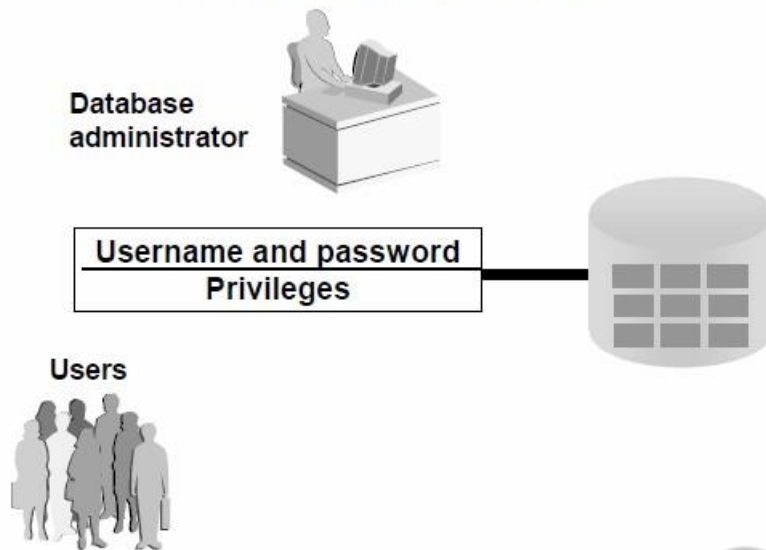 Database
administrator
Username and password
Privileges
Users